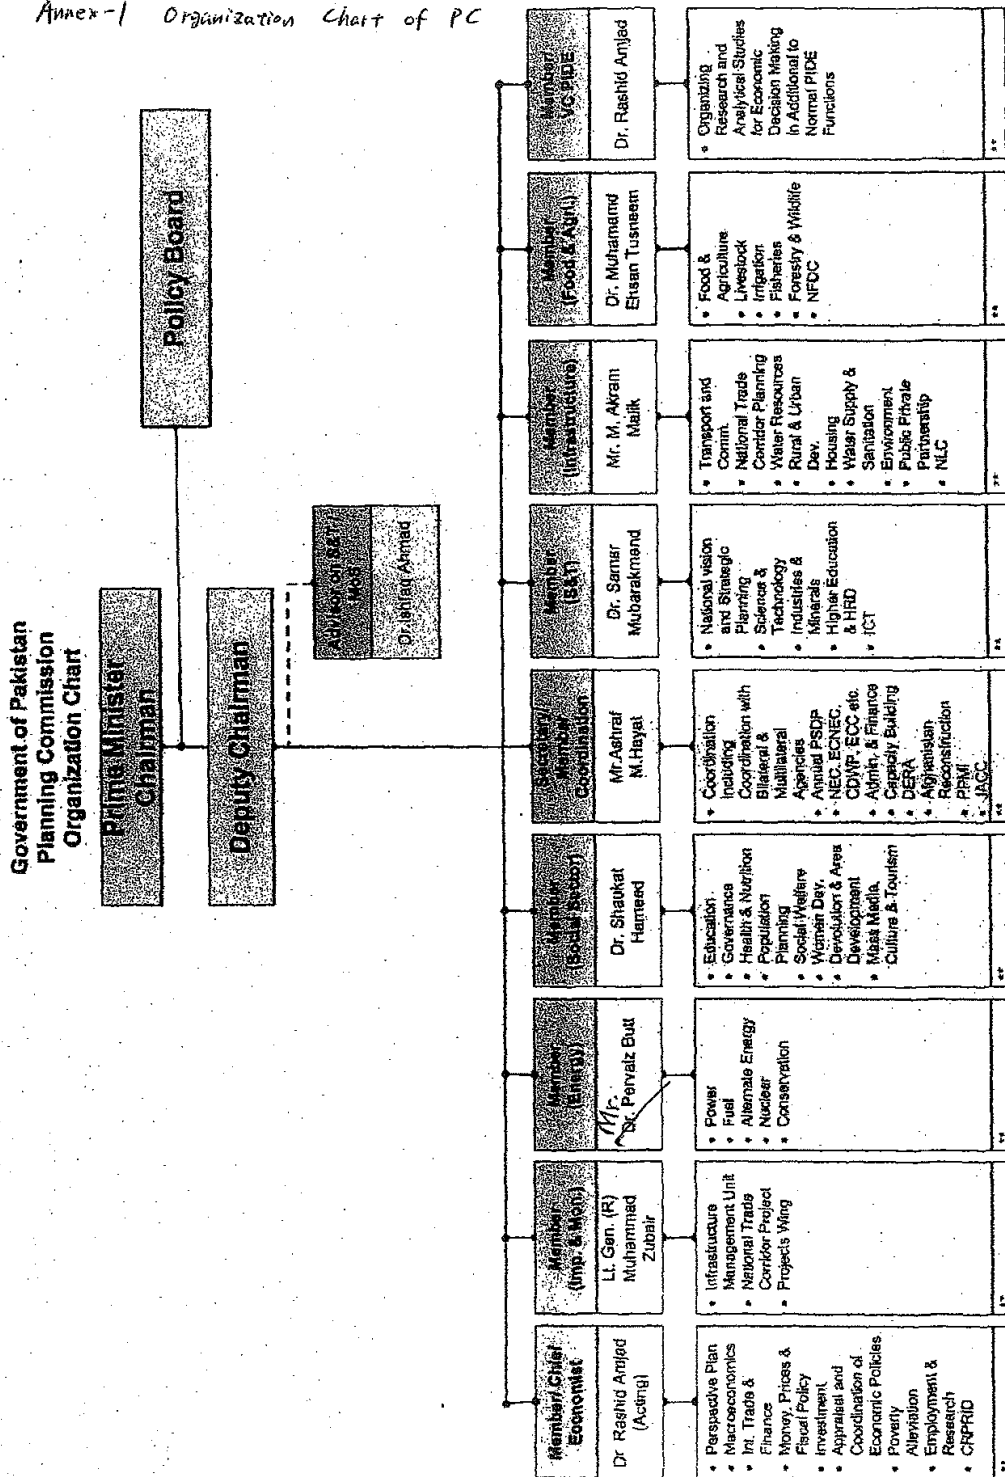 Annex-1 Organization Chart of PC
Government of Pakistan
Planning Commission
Organization Chart
Prime Minister
Chairman
Policy Board
Deputy Chairman
Advisor on S&T/
MoS
Dr. Ishfaq Ahmad
Member/ Chief
Economist
Dr Rashid Amjad
(Acting)
• Perspective Plan
• Macroeconomics
• Int. Trade &
Finance
• Money, Prices &
Fiscal Policy
• Investment
• Appraisal and
Coordination of
Economic Policies
• Poverty
Alleviation
• Employment &
Research
• CRPRID
**
Member
(Imp. & Mon.)
Lt. Gen. (R)
Muhammad
Zubair
• Infrastructure
Management Unit
• National Trade
Corridor Project
• Projects Wing
**
Member
(Energy)
Mr.
Dr. Pervaiz Butt
• Power
• Fuel
• Alternate Energy
• Nuclear
• Conservation
**
Member
(Social Sector)
Dr. Shaukat
Hameed
• Education
• Governance
• Health & Nutrition
• Population
Planning
• Social Welfare
• Women Dev.
• Devolution & Area
Development
• Mass Media,
Culture & Tourism
**
Secretary/
Member
Coordination
Mr. Ashraf
M. Hayat
• Coordination
Including
Coordination with
Bilateral &
Multilateral
Agencies
• Annual PSDP
• NEC, ECNEC,
CDWP, ECC etc.
• Admin. & Finance
• Capacity Building
• DERA
• Afghanistan
Reconstruction
• PPMI
• JACC
**
Member
(S&T)
Dr. Samar
Mubarakmand
• National vision
and Strategic
Planning
• Science &
Technology
• Industries &
Minerals
• Higher Education
& HRD
• ICT
**
Member
(Infrastructure)
Mr. M. Akram
Malik
• Transport and
Comm.
• National Trade
Corridor Planning
• Water Resources
• Rural & Urban
Dev.
• Housing
• Water Supply &
Sanitation
• Environment
• Public Private
Partnership
• NLC
**
Member
(Food & Agri.)
Dr. Muhamamd
Ehsan Tusneem
• Food &
Agriculture
• Livestock
• Irrigation
• Fisheries
• Forestry & Wildlife
• NFDC
**
Member/
VC PIDE
Dr. Rashid Amjad
• Organizing
Research and
Analytical Studies
for Economic
Decision Making
In Additional to
Normal PIDE
Functions
**